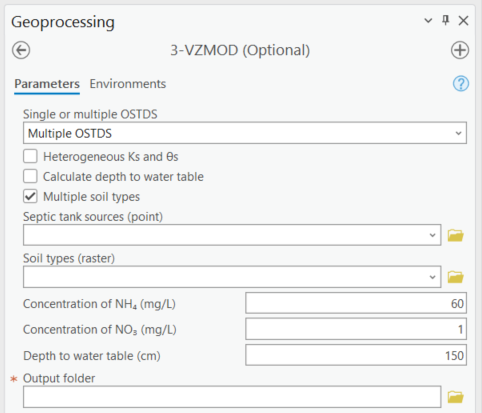 Geoprocessing
3-VZMOD (Optional)
Parameters Environments
Single or multiple OSTDS
Multiple OSTDS
Heterogeneous Ks and θs
Calculate depth to water table
Multiple soil types
Septic tank sources (point)
Soil types (raster)
Concentration of NH₄ (mg/L) 60
Concentration of NO₃ (mg/L) 1
Depth to water table (cm) 150
* Output folder